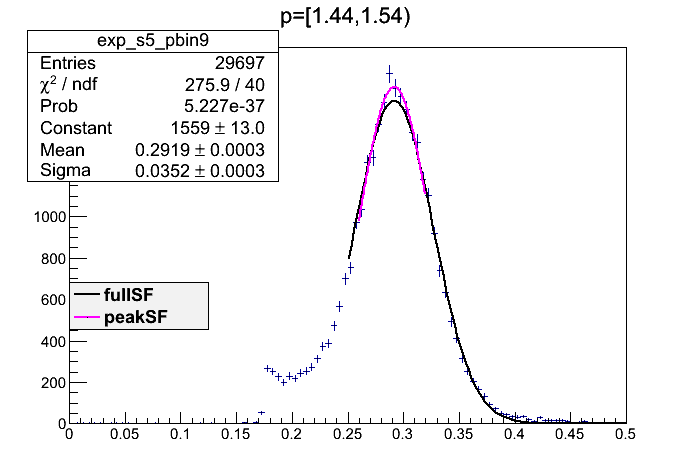 p=[1.44,1.54)
exp_s5_pbin9
Entries 29697
χ² / ndf 275.9 / 40
Prob 5.227e-37
Constant 1559 ± 13.0
Mean 0.2919 ± 0.0003
Sigma 0.0352 ± 0.0003
1000
800
600
fullSF
peakSF
400
200
0
0 0.05 0.1 0.15 0.2 0.25 0.3 0.35 0.4 0.45 0.5